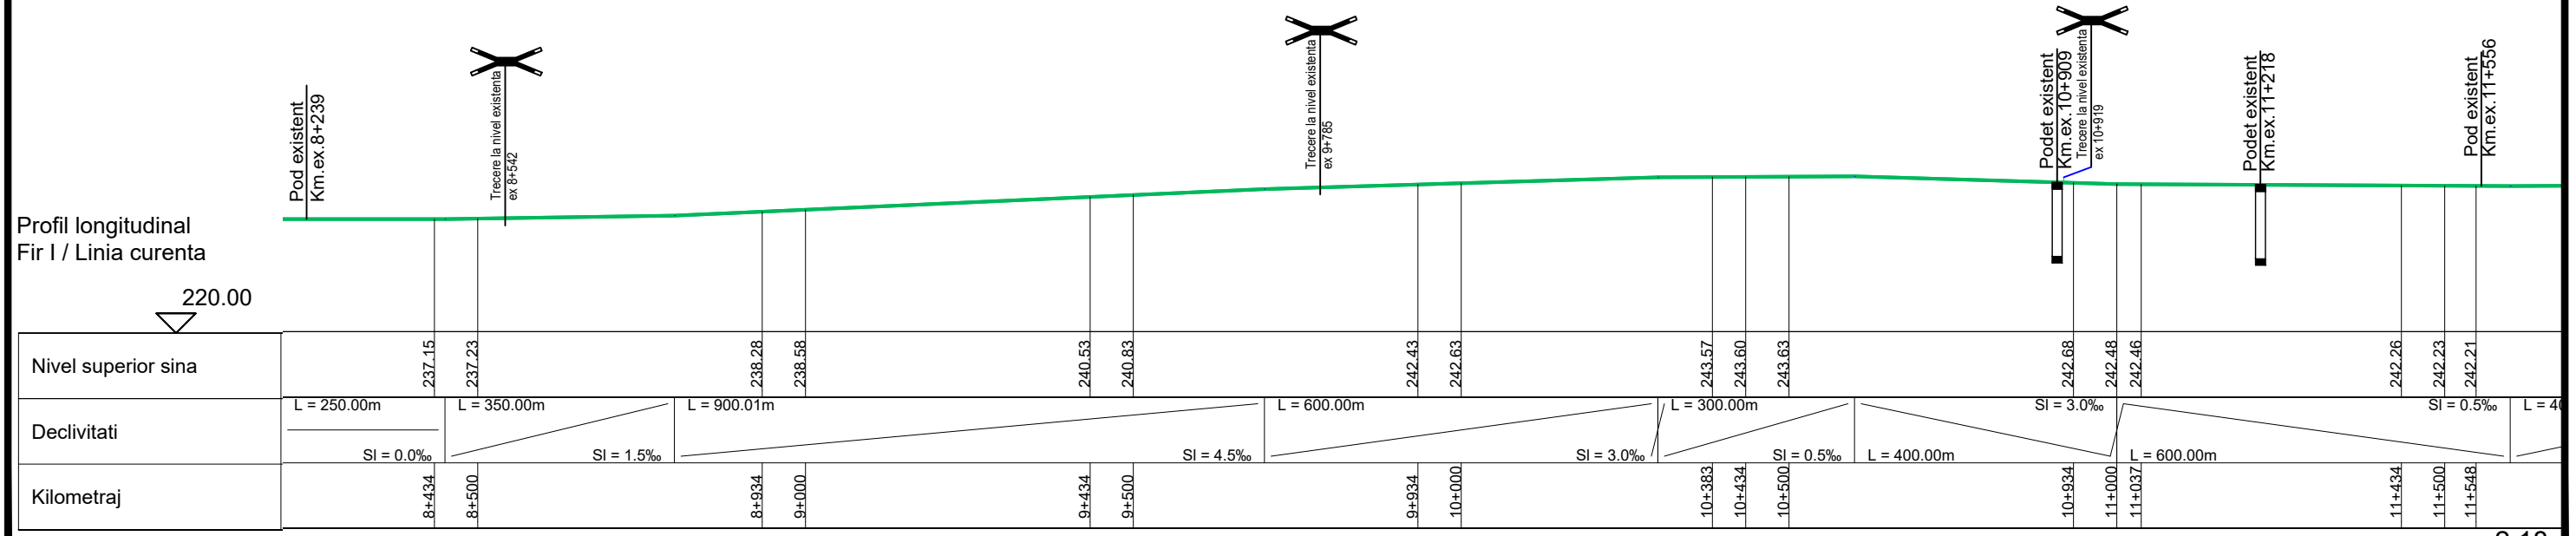 Pod existent
Km.ex.8+239
Trecere la nivel existenta
ex 8+542
Trecere la nivel existenta
ex 9+785
Podet existent
Km.ex.10+909
Trecere la nivel existenta
ex 10+919
Podet existent
Km.ex.11+218
Pod existent
Km.ex.11+556
Profil longitudinal
Fir I / Linia curenta
220.00
Nivel superior sina
237.15 237.23 238.28 238.58 240.53 240.83 242.43 242.63 243.57 243.60 243.63 242.68 242.48 242.46 242.26 242.23 242.21
Declivitati
L = 250.00m L = 350.00m L = 900.01m L = 600.00m L = 300.00m SI = 3.0‰ SI = 0.5‰ L = 40
SI = 0.0‰ SI = 1.5‰ SI = 4.5‰ SI = 3.0‰ SI = 0.5‰ L = 400.00m L = 600.00m
Kilometraj
8+434 8+500 8+934 9+000 9+434 9+500 9+934 10+000 10+383 10+434 10+500 10+934 11+000 11+037 11+434 11+500 11+548